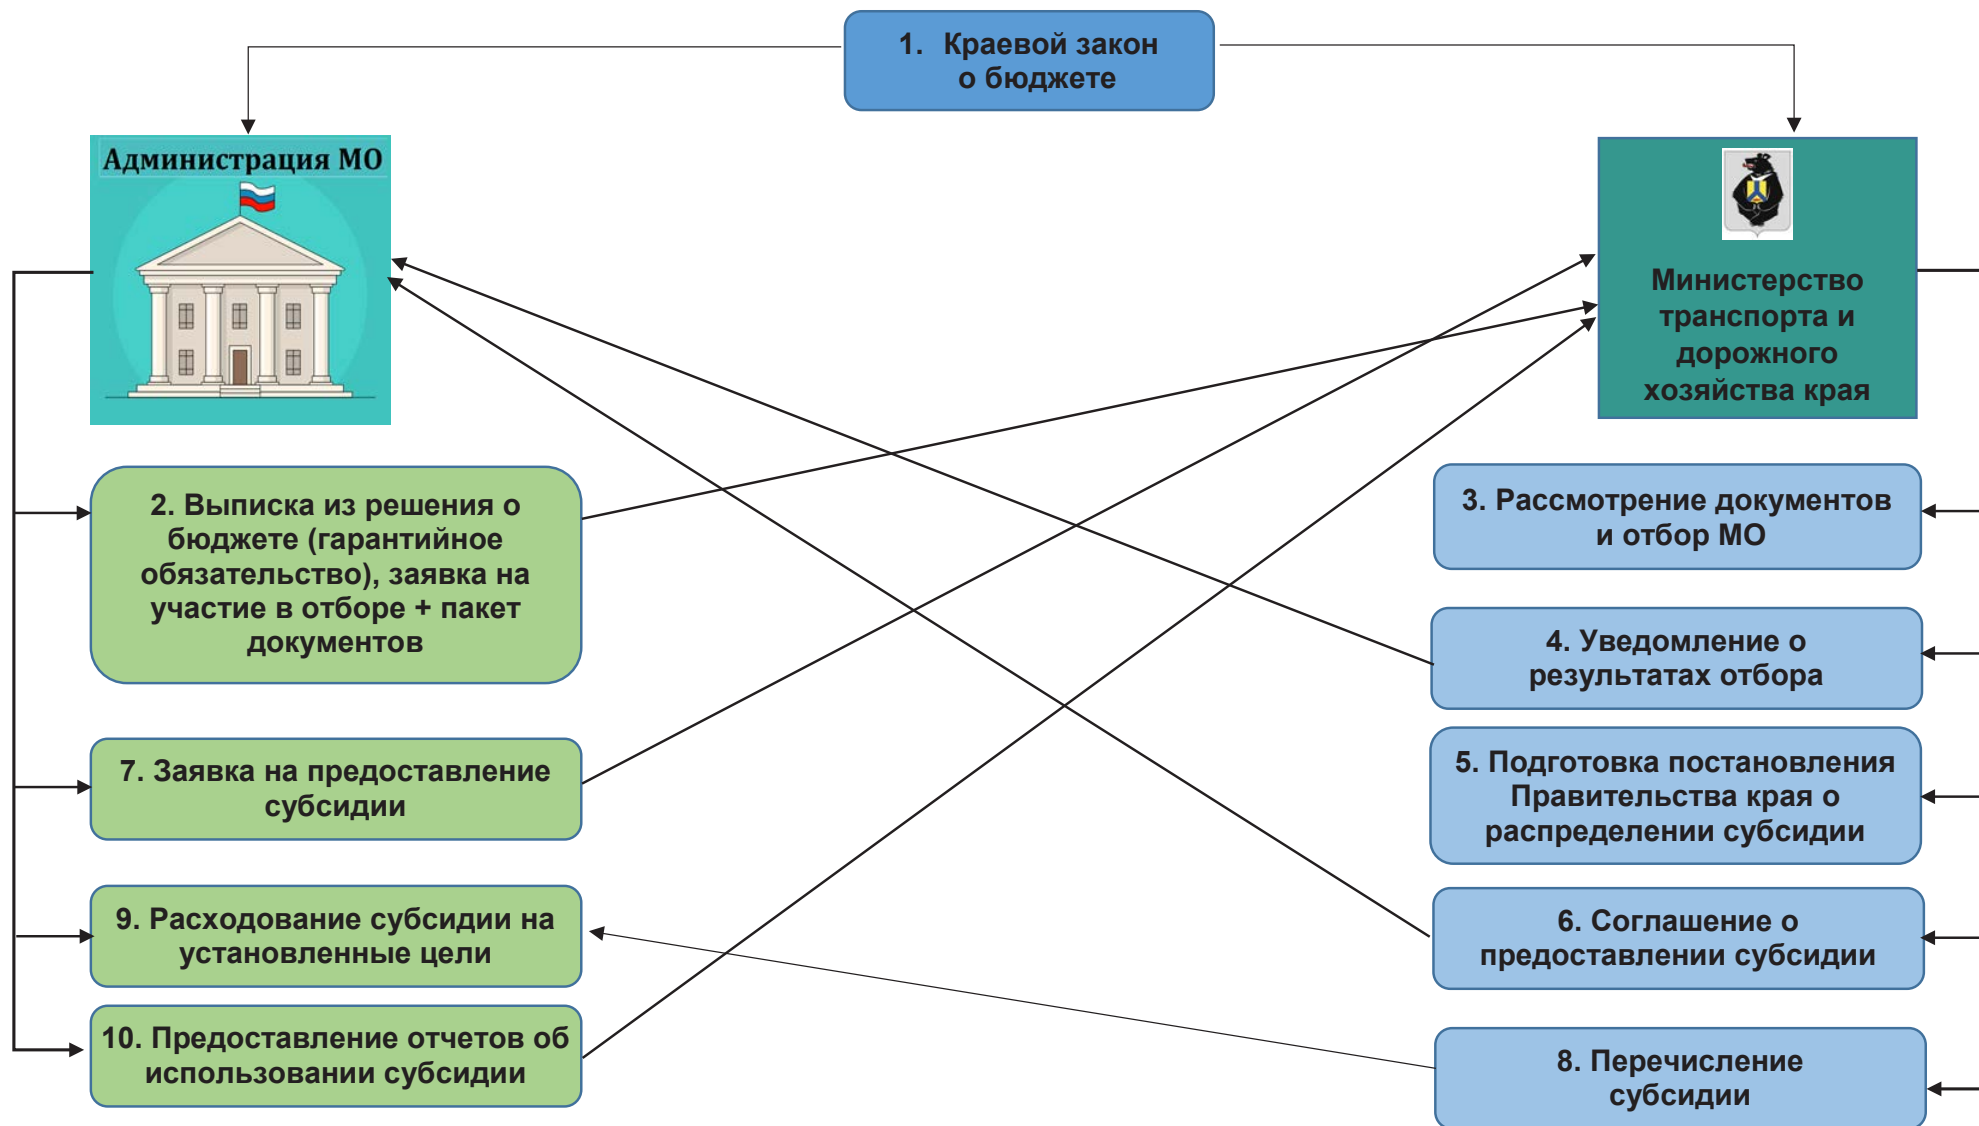 1. Краевой закон
о бюджете
Администрация МО
Министерство
транспорта и
дорожного
хозяйства края
2. Выписка из решения о
бюджете (гарантийное
обязательство), заявка на
участие в отборе + пакет
документов
3. Рассмотрение документов
и отбор МО
4. Уведомление о
результатах отбора
5. Подготовка постановления
Правительства края о
распределении субсидии
6. Соглашение о
предоставлении субсидии
7. Заявка на предоставление
субсидии
8. Перечисление
субсидии
9. Расходование субсидии на
установленные цели
10. Предоставление отчетов об
использовании субсидии